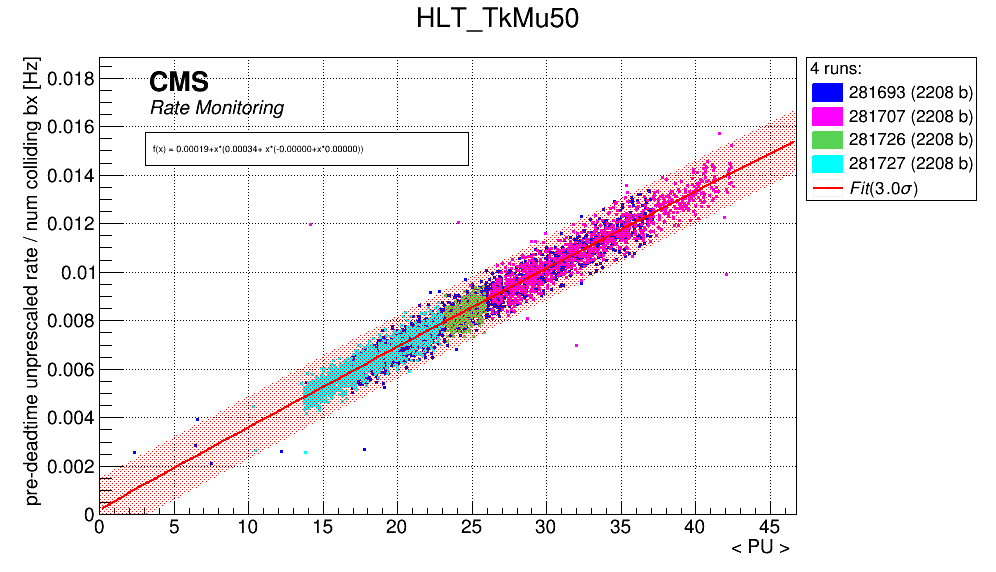 HLT_TkMu50
pre-deadtime unprescaled rate / num colliding bx [Hz]
0.018
0.016
0.014
0.012
0.01
0.008
0.006
0.004
0.002
0
CMS
Rate Monitoring
f(x) = 0.00019+x*(0.00034+ x*(-0.00000+x*0.00000))
0 5 10 15 20 25 30 35 40 45
< PU >
4 runs:
281693 (2208 b)
281707 (2208 b)
281726 (2208 b)
281727 (2208 b)
Fit(3.0σ)